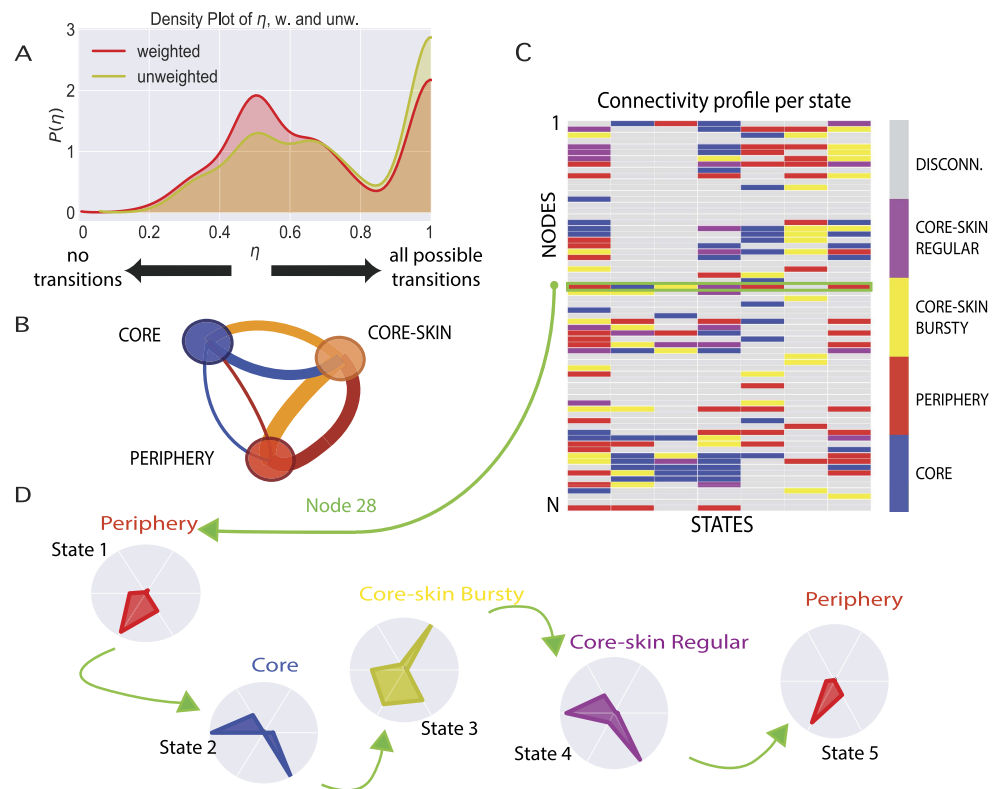 A
Density Plot of η, w. and unw.
3
2
1
0
P(η)
weighted
unweighted
0
0.2
0.4
0.6
0.8
1
η
no
transitions
all possible
transitions
B
CORE
CORE-SKIN
PERIPHERY
C
Connectivity profile per state
1
NODES
N
STATES
DISCONN.
CORE-SKIN
REGULAR
CORE-SKIN
BURSTY
PERIPHERY
CORE
D
Node 28
Periphery
State 1
Core
State 2
Core-skin Bursty
State 3
Core-skin Regular
State 4
Periphery
State 5